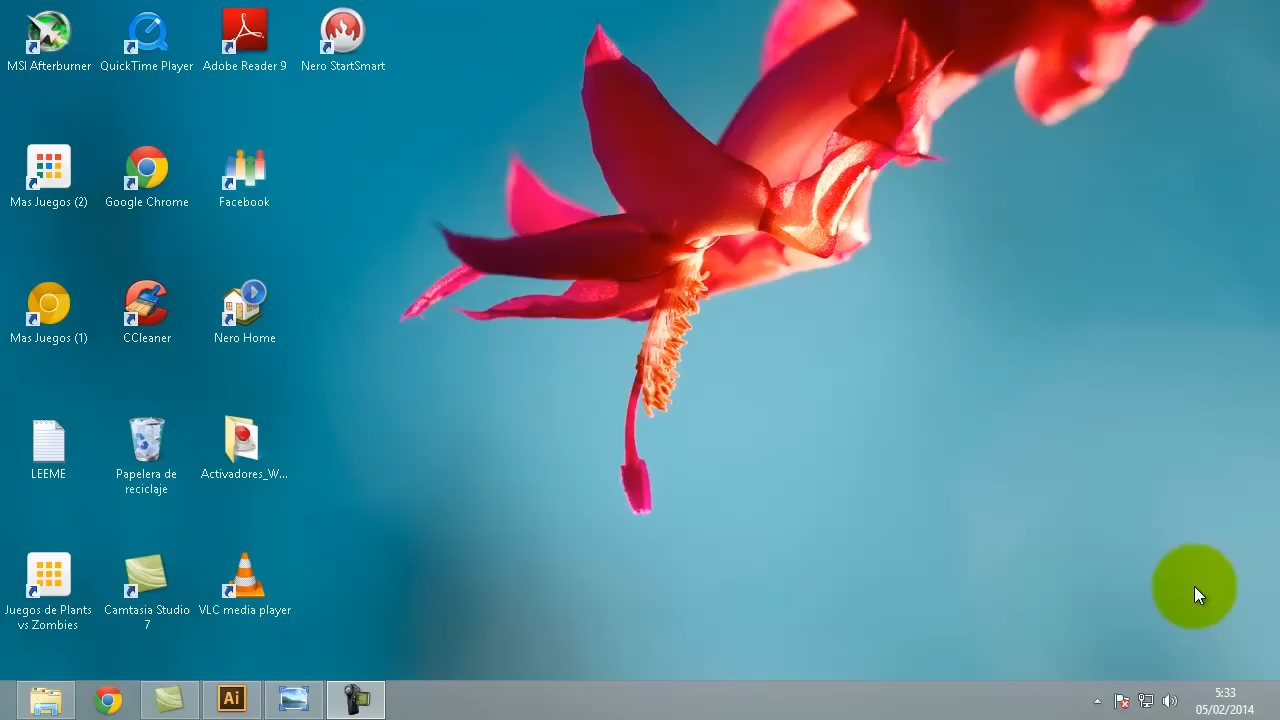 MSI Afterburner
QuickTime Player
Adobe Reader 9
Nero StartSmart
Mas Juegos (2)
Google Chrome
Facebook
Mas Juegos (1)
CCleaner
Nero Home
LEEME
Papelera de
reciclaje
Activadores_W...
Juegos de Plants
vs Zombies
Camtasia Studio
7
VLC media player
Ai
5:33
05/02/2014